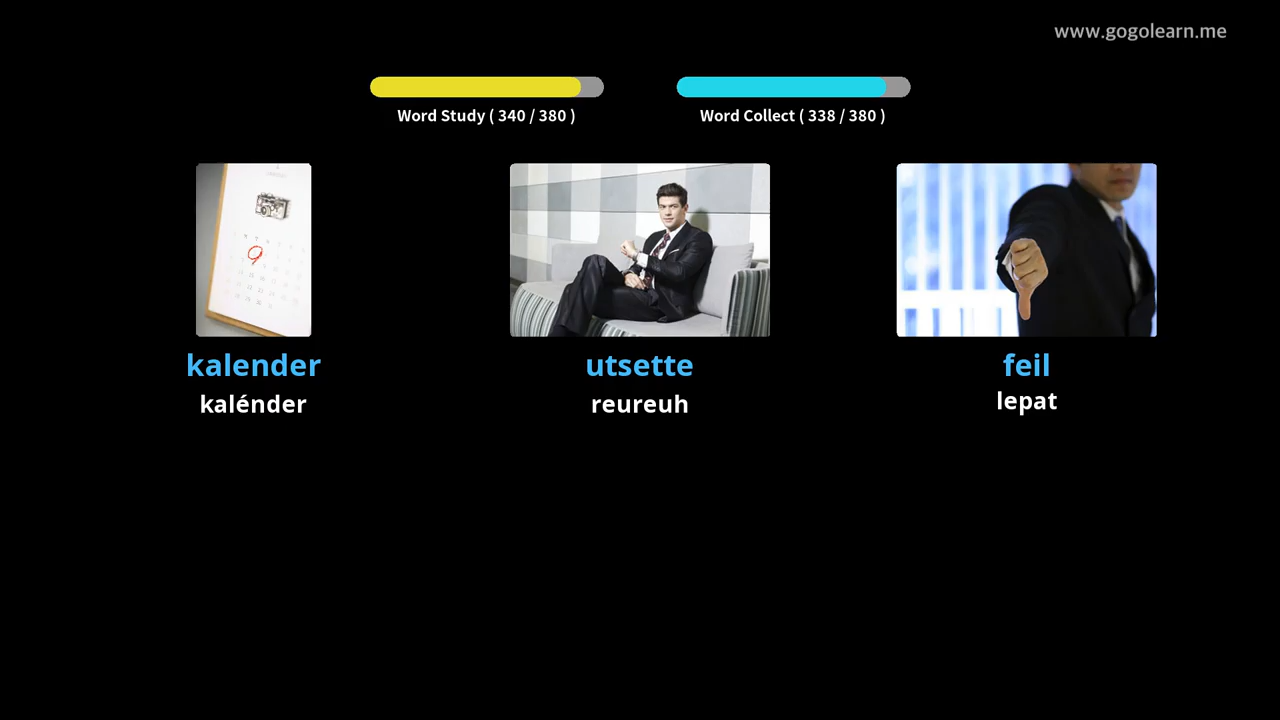 www.gogolearn.me
Word Study ( 340 / 380 )
Word Collect ( 338 / 380 )
kalender
utsette
feil
kalénder
reureuh
lepat